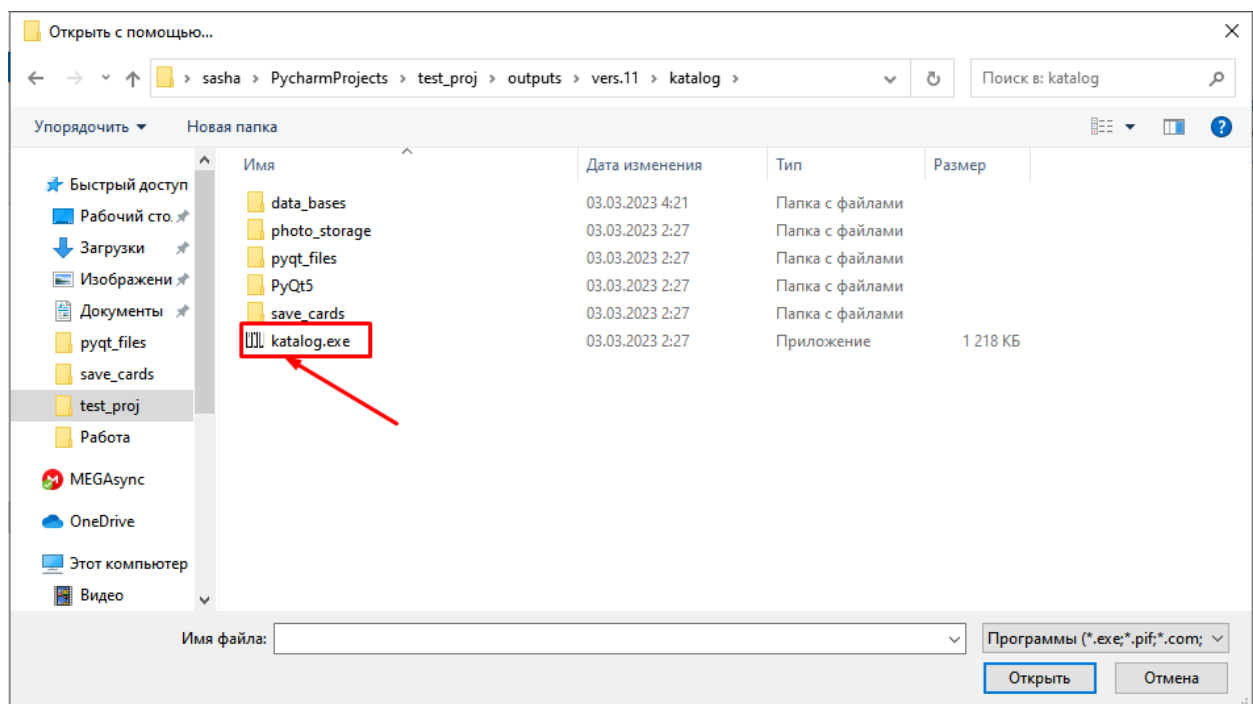 Открыть с помощью...
sasha > PycharmProjects > test_proj > outputs > vers.11 > katalog >
Поиск в: katalog
Упорядочить
Новая папка
Имя
Дата изменения
Тип
Размер
Быстрый доступ
Рабочий сто.
Загрузки
Изображени
Документы
pyqt_files
save_cards
test_proj
Работа
MEGAsync
OneDrive
Этот компьютер
Видео
data_bases 03.03.2023 4:21 Папка с файлами
photo_storage 03.03.2023 2:27 Папка с файлами
pyqt_files 03.03.2023 2:27 Папка с файлами
PyQt5 03.03.2023 2:27 Папка с файлами
save_cards 03.03.2023 2:27 Папка с файлами
katalog.exe 03.03.2023 2:27 Приложение 1 218 КБ
Имя файла:
Программы (*.exe;*.pif;*.com;
Открыть
Отмена